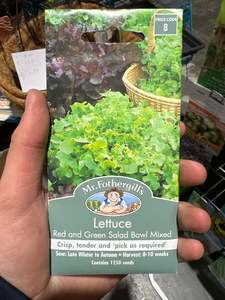 PRICE CODE
B
Mr. Fothergill's
Lettuce
Red and Green Salad Bowl Mixed
Crisp, tender and 'pick as required'
Sow: Late Winter to Autumn • Harvest: 8-10 weeks
Contains 1250 seeds